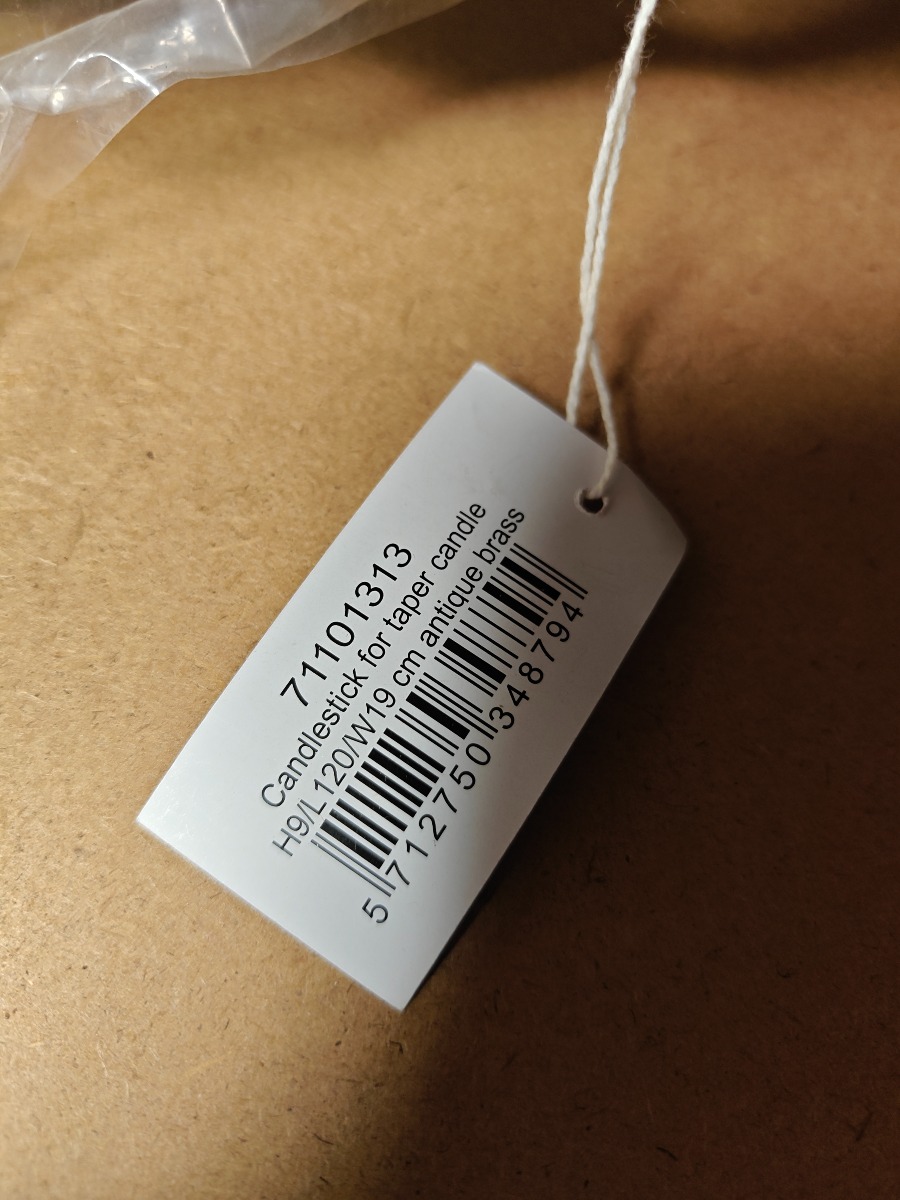 71101313
Candlestick for taper candle
H9/L120/W19 cm antique brass
5 712750 348794